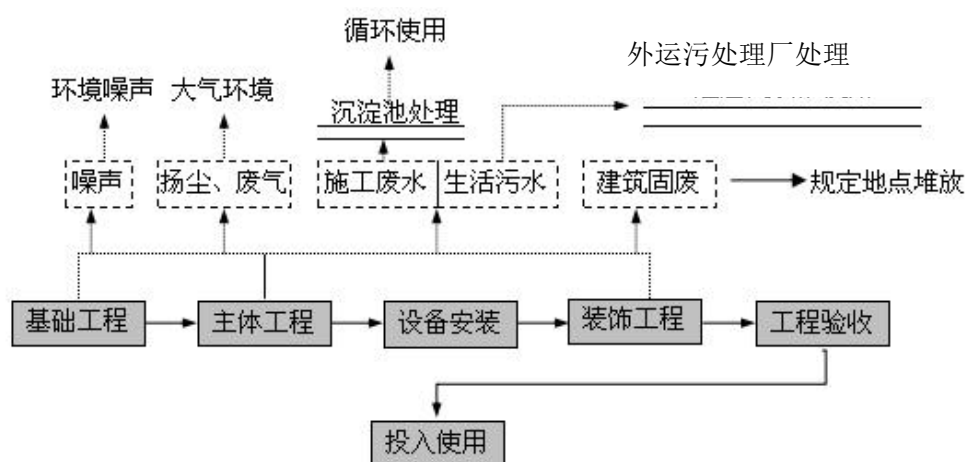 循环使用
外运污处理厂处理
环境噪声
大气环境
沉淀池处理
噪声
扬尘、废气
施工废水
生活污水
建筑固废
规定地点堆放
基础工程
主体工程
设备安装
装饰工程
工程验收
投入使用